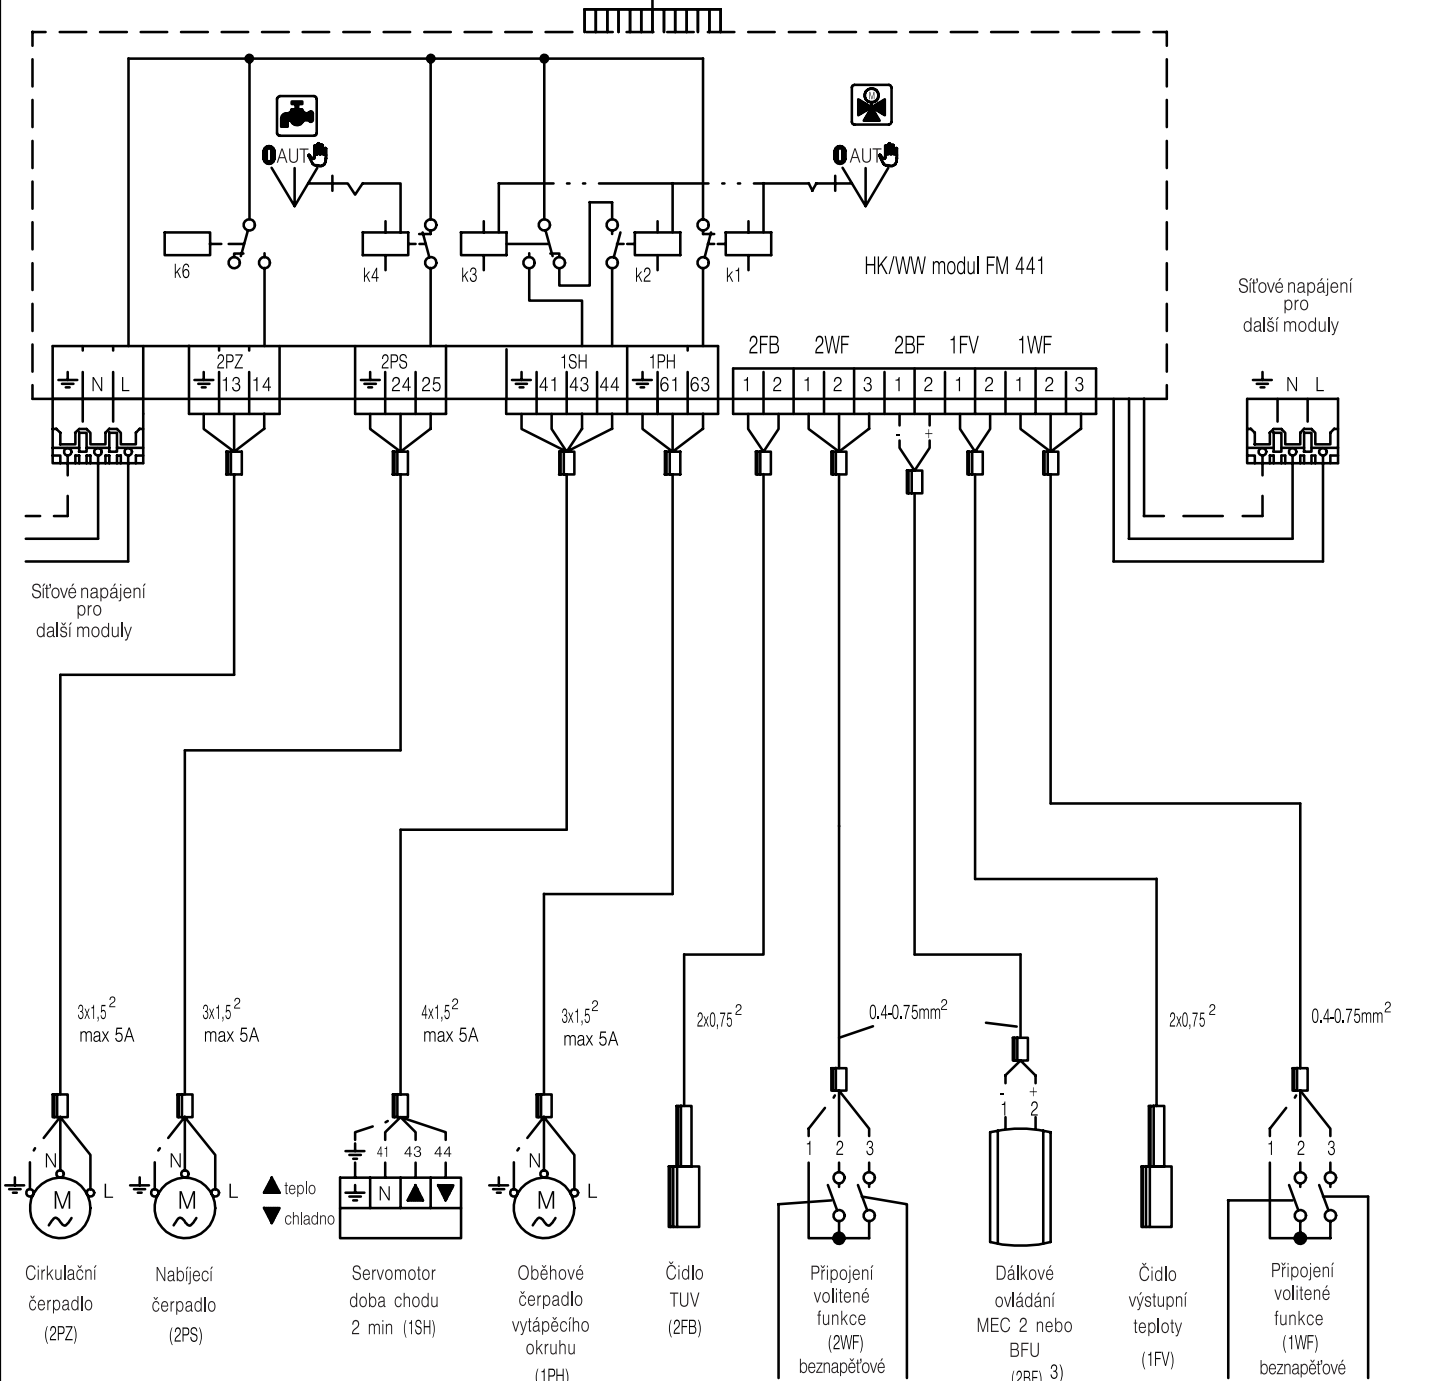 M
0 AUT
0 AUT
k6
k4
k3
k2
k1
HK/WW modul FM 441
Síťové napájení
pro
další moduly
2PZ
2PS
1SH
1PH
2FB
2WF
2BF
1FV
1WF
N L
13 14
24 25
41 43 44
61 63
1 2
1 2 3
1 2
1 2
1 2 3
N L
- +
Síťové napájení
pro
další moduly
3x1,5²
max 5A
3x1,5²
max 5A
4x1,5²
max 5A
3x1,5²
max 5A
2x0,75²
0.4-0.75mm²
2x0,75²
0.4-0.75mm²
- +
1 2
N
L
M
N
L
M
41 43 44
N
▲ teplo
▼ chladno
N
L
M
1 2 3
1 2 3
Cirkulační
čerpadlo
(2PZ)
Nabíjecí
čerpadlo
(2PS)
Servomotor
doba chodu
2 min (1SH)
Oběhové
čerpadlo
vytápěcího
okruhu
(1PH)
Čidlo
TUV
(2FB)
Připojení
volitené
funkce
(2WF)
beznapěťové
Dálkové
ovládání
MEC 2 nebo
BFU
(2BF) 3)
Čidlo
výstupní
teploty
(1FV)
Připojení
volitené
funkce
(1WF)
beznapěťové